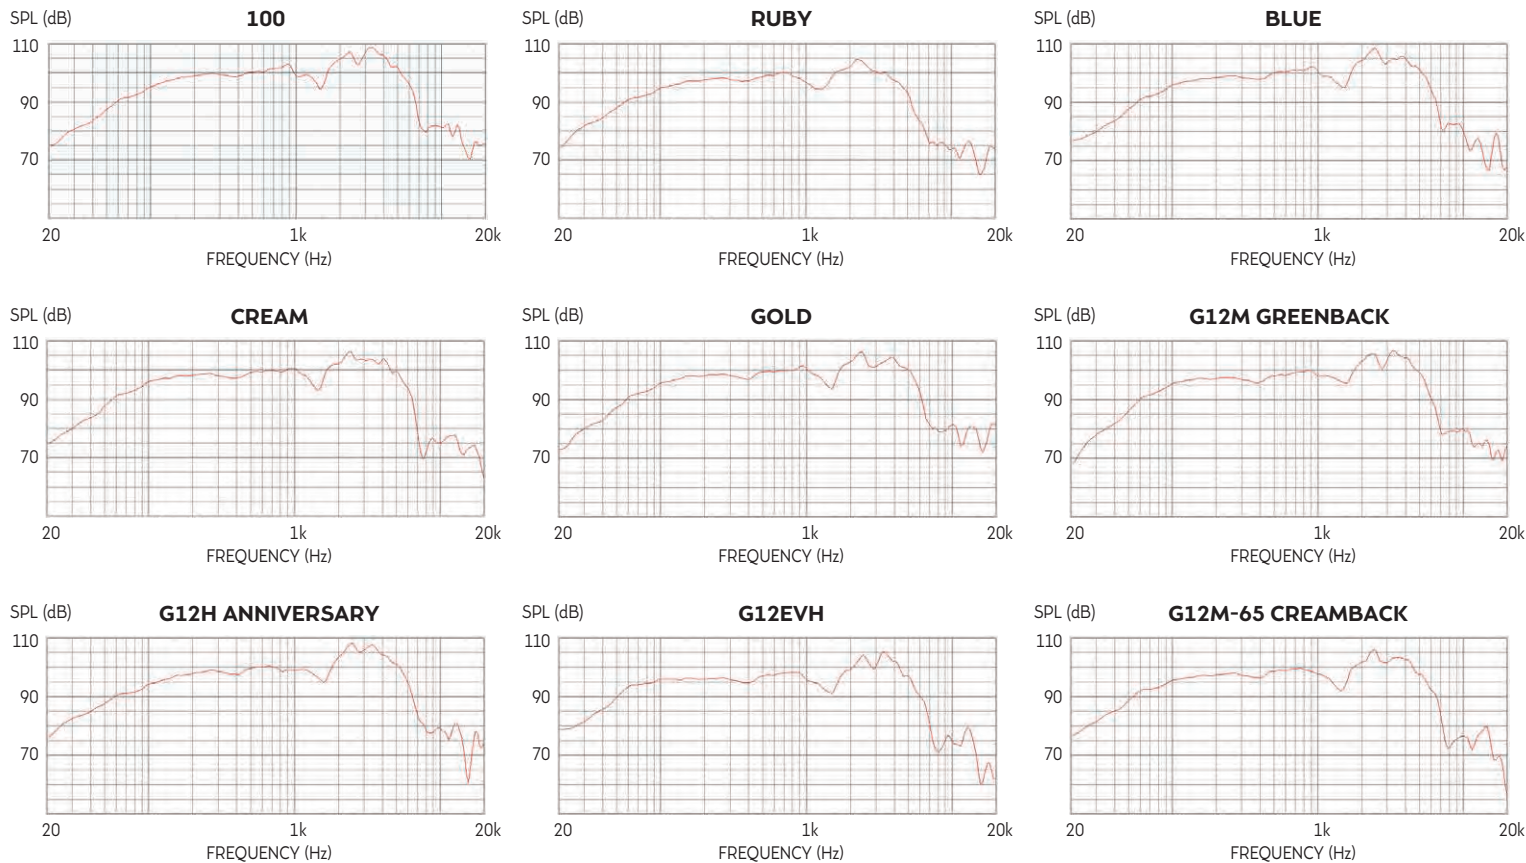 SPL (dB) 100
110
90
70
20 1k 20k
FREQUENCY (Hz)
SPL (dB) RUBY
110
90
70
20 1k 20k
FREQUENCY (Hz)
SPL (dB) BLUE
110
90
70
20 1k 20k
FREQUENCY (Hz)
SPL (dB) CREAM
110
90
70
20 1k 20k
FREQUENCY (Hz)
SPL (dB) GOLD
110
90
70
20 1k 20k
FREQUENCY (Hz)
SPL (dB) G12M GREENBACK
110
90
70
20 1k 20k
FREQUENCY (Hz)
SPL (dB) G12H ANNIVERSARY
110
90
70
20 1k 20k
FREQUENCY (Hz)
SPL (dB) G12EVH
110
90
70
20 1k 20k
FREQUENCY (Hz)
SPL (dB) G12M-65 CREAMBACK
110
90
70
20 1k 20k
FREQUENCY (Hz)